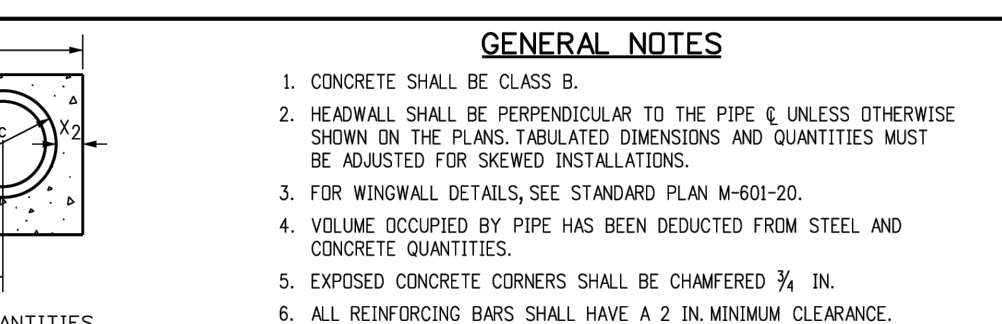 GENERAL NOTES
1. CONCRETE SHALL BE CLASS B.
2. HEADWALL SHALL BE PERPENDICULAR TO THE PIPE ℄ UNLESS OTHERWISE
SHOWN ON THE PLANS. TABULATED DIMENSIONS AND QUANTITIES MUST
BE ADJUSTED FOR SKEWED INSTALLATIONS.
3. FOR WINGWALL DETAILS, SEE STANDARD PLAN M-601-20.
4. VOLUME OCCUPIED BY PIPE HAS BEEN DEDUCTED FROM STEEL AND
CONCRETE QUANTITIES.
5. EXPOSED CONCRETE CORNERS SHALL BE CHAMFERED 3/4 IN.
6. ALL REINFORCING BARS SHALL HAVE A 2 IN. MINIMUM CLEARANCE.
c
X2
ANTITIES